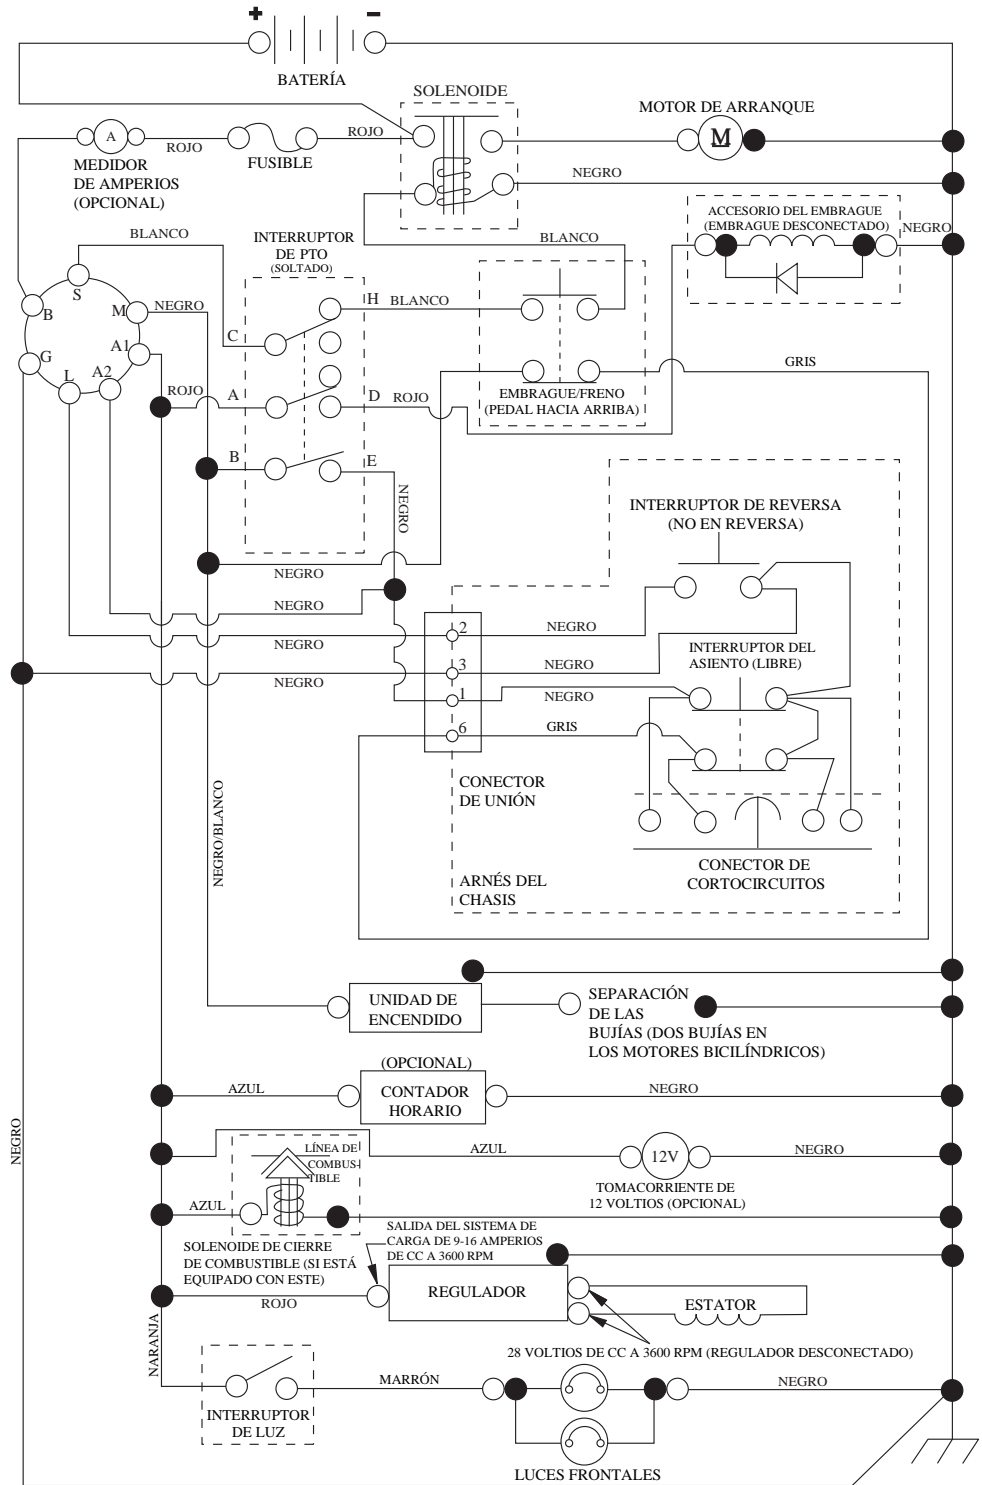 + −
BATERÍA
SOLENOIDE
MOTOR DE ARRANQUE
A
ROJO
FUSIBLE
ROJO
M
MEDIDOR
DE AMPERIOS
(OPCIONAL)
NEGRO
BLANCO
INTERRUPTOR
DE PTO
(SOLTADO)
BLANCO
ACCESORIO DEL EMBRAGUE
(EMBRAGUE DESCONECTADO)
NEGRO
S
B
M
NEGRO
H
BLANCO
C
G
A1
L
A2
GRIS
ROJO
A
D
ROJO
EMBRAGUE/FRENO
(PEDAL HACIA ARRIBA)
B
E
NEGRO
INTERRUPTOR DE REVERSA
(NO EN REVERSA)
NEGRO
NEGRO
2
NEGRO
NEGRO
INTERRUPTOR DEL
ASIENTO (LIBRE)
3
NEGRO
NEGRO
1
NEGRO
6
GRIS
CONECTOR
DE UNIÓN
NEGRO/BLANCO
CONECTOR DE
CORTOCIRCUITOS
ARNÉS DEL
CHASIS
UNIDAD DE
ENCENDIDO
SEPARACIÓN
DE LAS
BUJÍAS (DOS BUJÍAS EN
LOS MOTORES BICILÍNDRICOS)
(OPCIONAL)
AZUL
CONTADOR
HORARIO
NEGRO
NEGRO
LÍNEA DE
COMBUS-
TIBLE
AZUL
12V
NEGRO
TOMACORRIENTE DE
12 VOLTIOS (OPCIONAL)
AZUL
SOLENOIDE DE CIERRE
DE COMBUSTIBLE (SI ESTÁ
EQUIPADO CON ESTE)
SALIDA DEL SISTEMA DE
CARGA DE 9-16 AMPERIOS
DE CC A 3600 RPM
ROJO
REGULADOR
ESTATOR
28 VOLTIOS DE CC A 3600 RPM (REGULADOR DESCONECTADO)
NARANJA
MARRÓN
NEGRO
INTERRUPTOR
DE LUZ
LUCES FRONTALES